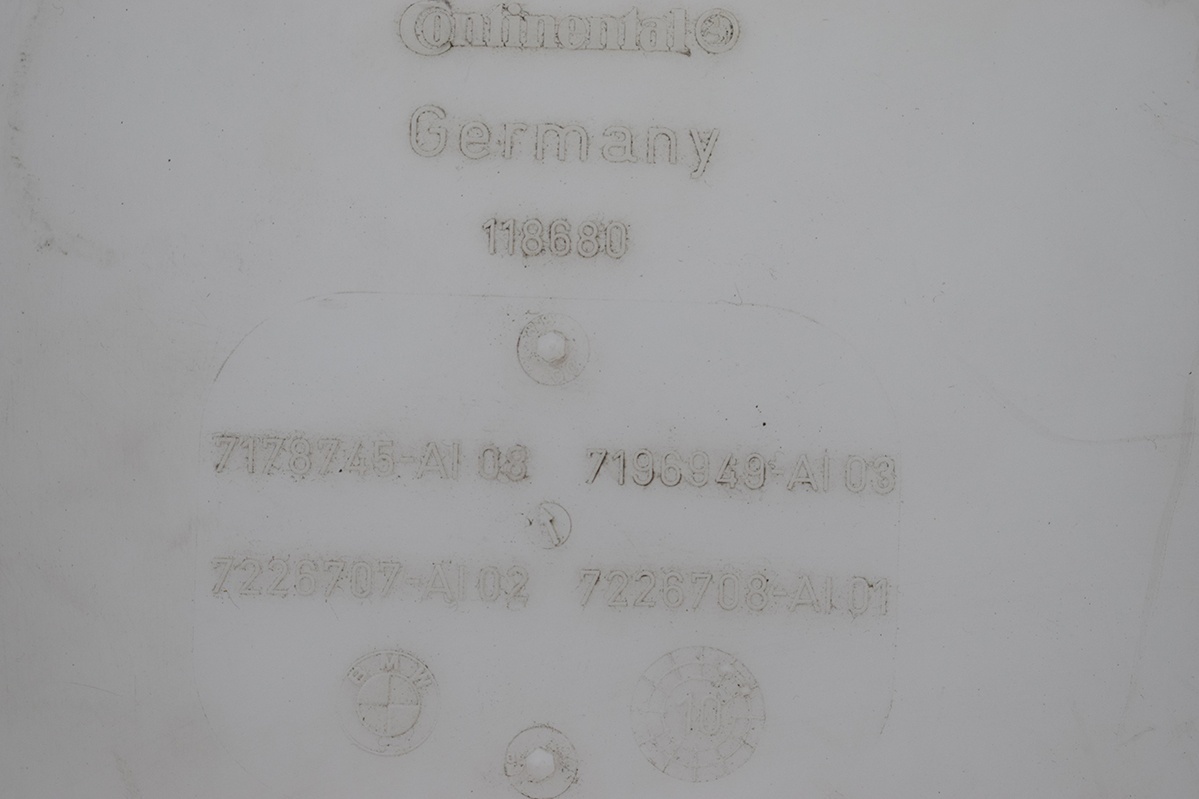 Continental
Germany
118680
7178745-AI 08 7196949-AI 03
7226707-AI 02 7226708-AI 01
BMW
10